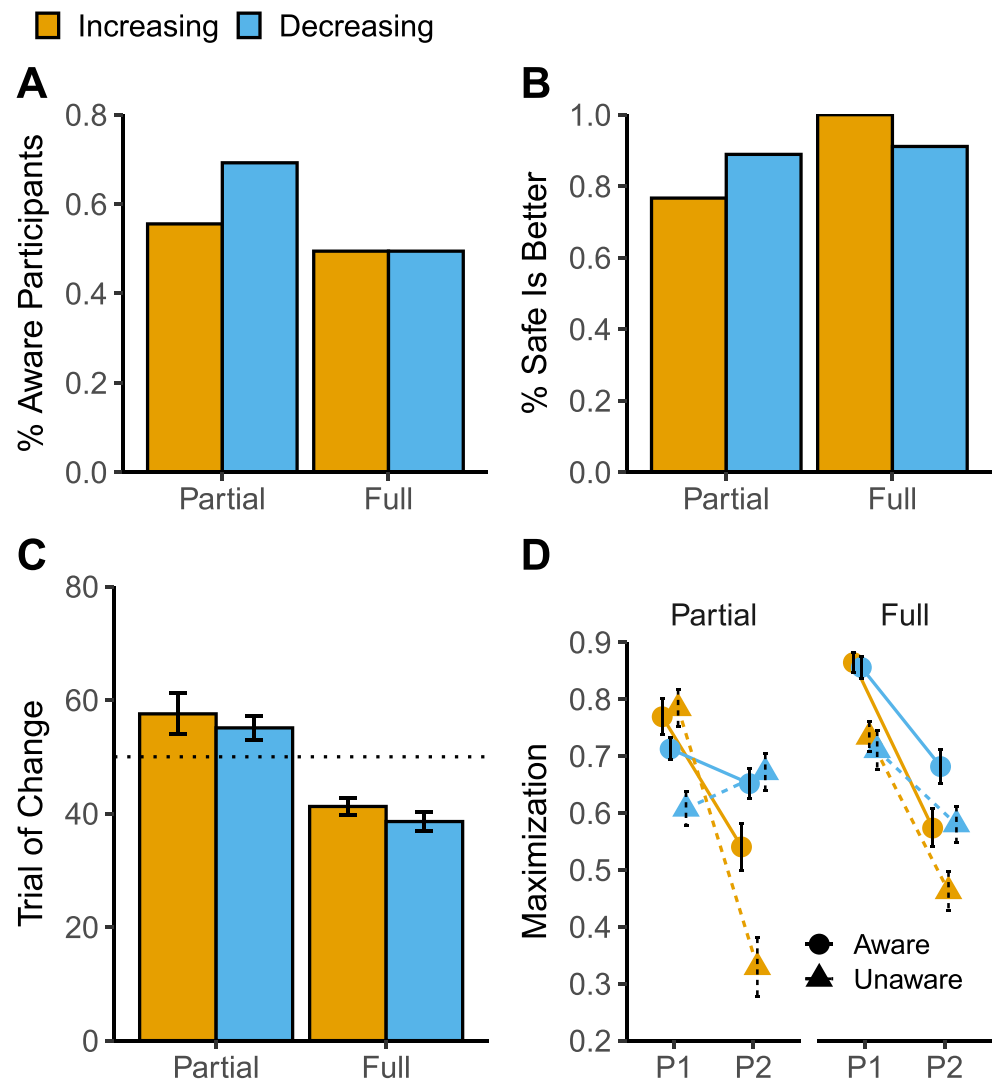 Increasing Decreasing
A
% Aware Participants
0.8
0.6
0.4
0.2
0.0
Partial Full
B
% Safe Is Better
1.0
0.8
0.6
0.4
0.2
0.0
Partial Full
C
Trial of Change
80
60
40
20
0
Partial Full
D
Maximization
Partial Full
0.9
0.8
0.7
0.6
0.5
0.4
0.3
0.2
Aware
Unaware
P1 P2 P1 P2